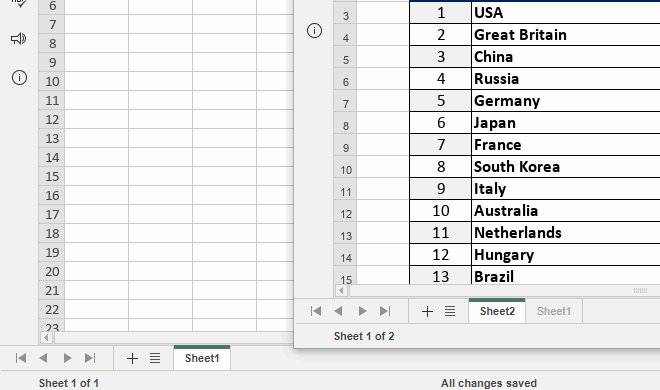 6
7
8
9
10
11
12
13
14
15
16
17
18
19
20
21
22
23
Sheet1
Sheet 1 of 1
All changes saved
3 1 USA
4 2 Great Britain
5 3 China
6 4 Russia
7 5 Germany
8 6 Japan
9 7 France
10 8 South Korea
11 9 Italy
12 10 Australia
13 11 Netherlands
14 12 Hungary
15 13 Brazil
Sheet2 Sheet1
Sheet 1 of 2